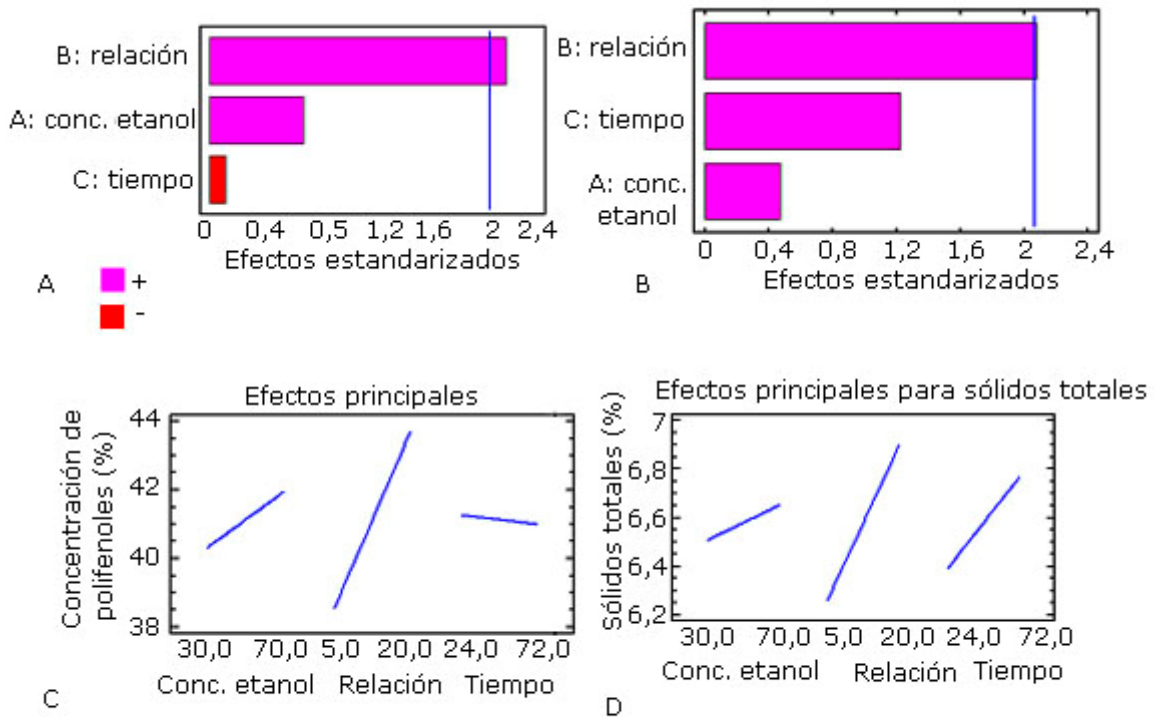 B: relación
A: conc. etanol
C: tiempo
0 0,4 0,5 1,2 1,6 2 2,4
Efectos estandarizados
A
+
-
B: relación
C: tiempo
A: conc.
etanol
0 0,4 0,8 1,2 1,6 2 2,4
Efectos estandarizados
B
Efectos principales
Concentración de
polifenoles (%)
44
42
40
38
30,0 70,0 5,0 20,0 24,0 72,0
Conc. etanol Relación Tiempo
C
Efectos principales para sólidos totales
Sólidos totales (%)
7
6,8
6,6
6,4
6,2
30,0 70,0 5,0 20,0 24,0 72,0
Conc. etanol Relación Tiempo
D